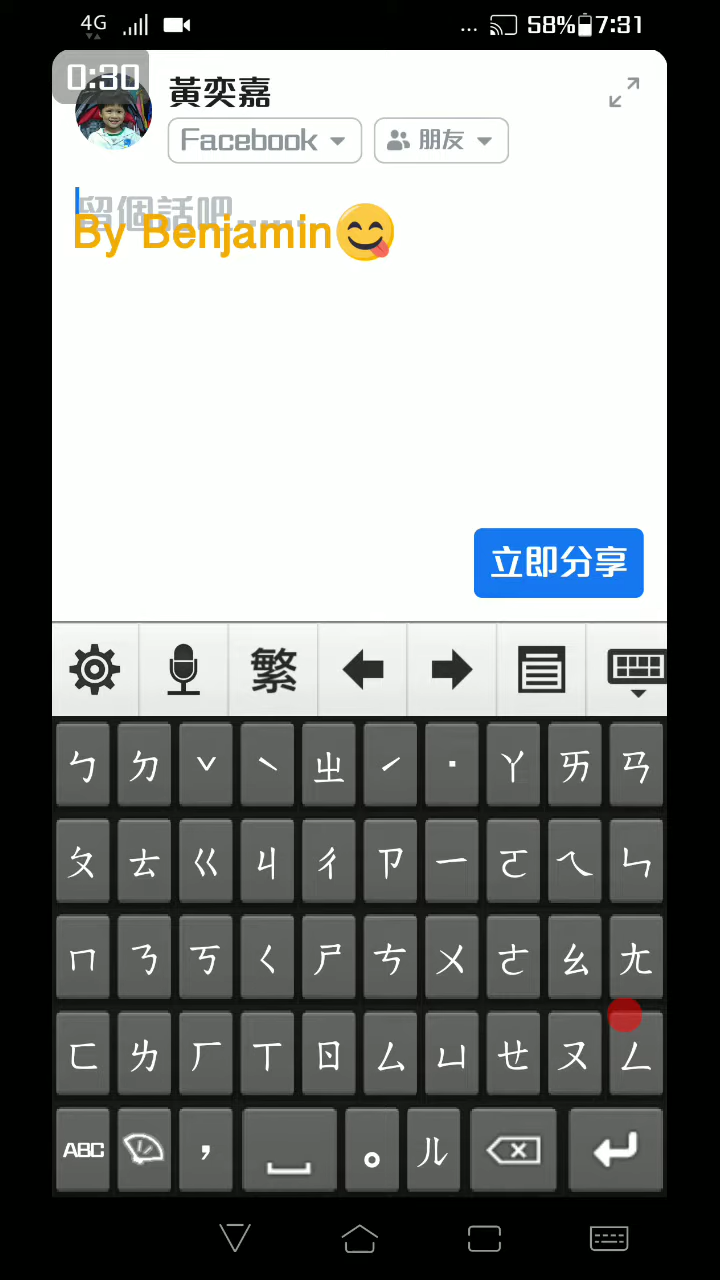 4G ... 58% 7:31
0:30
黃奕嘉
Facebook 朋友
留個話吧......
By Benjamin😋
立即分享
繁
ㄅ ㄉ ˇ ˋ ㄓ ˊ ˙ ㄚ ㄞ ㄢ
ㄆ ㄊ ㄍ ㄐ ㄔ ㄗ ㄧ ㄛ ㄟ ㄣ
ㄇ ㄋ ㄎ ㄑ ㄕ ㄘ ㄨ ㄜ ㄠ ㄤ
ㄈ ㄌ ㄏ ㄒ ㄖ ㄙ ㄩ ㄝ ㄡ ㄥ
ABC , 。 ㄦ